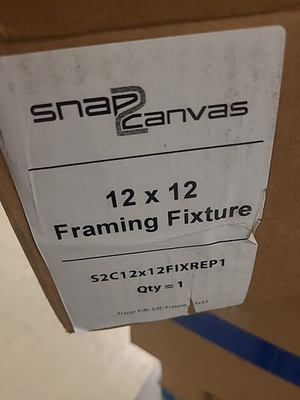 snap2canvas
12 x 12
Framing Fixture
S2C12x12FIXREP1
Qty = 1